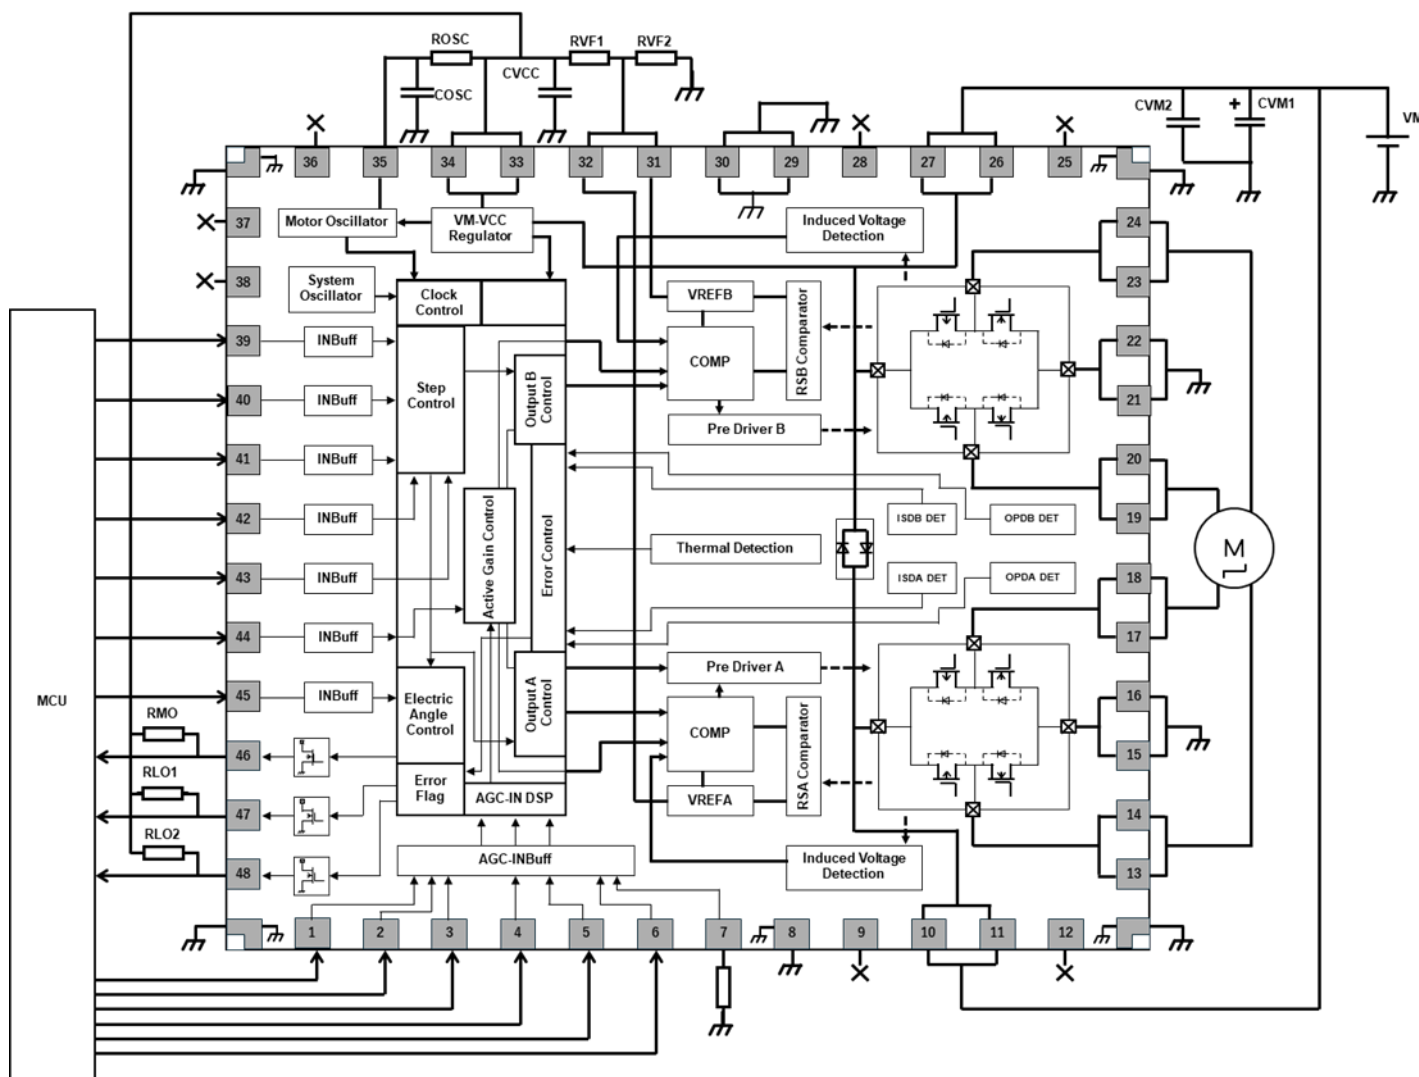 ROSC
RVF1
RVF2
CVCC
COSC
CVM2
+
CVM1
VM
36
35
34
33
32
31
30
29
28
27
26
25
37
Motor Oscillator
VM-VCC
Regulator
Induced Voltage
Detection
24
38
System
Oscillator
Clock
Control
VREFB
RSB Comparator
23
39
INBuff
Step
Control
Output B
Control
COMP
22
40
INBuff
21
41
INBuff
Pre Driver B
20
42
INBuff
Active Gain Control
Error Control
Thermal Detection
ISDB DET
OPDB DET
19
M
43
INBuff
ISDA DET
OPDA DET
18
44
INBuff
17
MCU
45
INBuff
Electric
Angle
Control
Output A
Control
Pre Driver A
16
RMO
46
COMP
RSA Comparator
15
RLO1
47
Error
Flag
AGC-IN DSP
VREFA
14
RLO2
48
AGC-INBuff
Induced Voltage
Detection
13
1
2
3
4
5
6
7
8
9
10
11
12